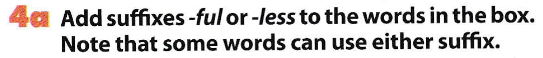 4a Add suffixes -ful or -less to the words in the box.
Note that some words can use either suffix.